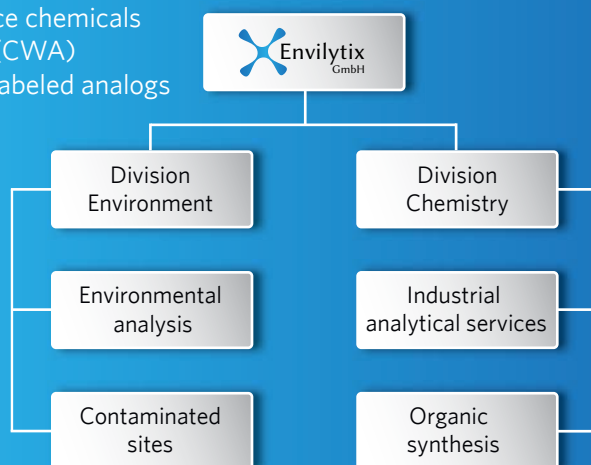 ce chemicals
(CWA)
labeled analogs
Envilytix
GmbH
Division
Environment
Division
Chemistry
Environmental
analysis
Industrial
analytical services
Contaminated
sites
Organic
synthesis